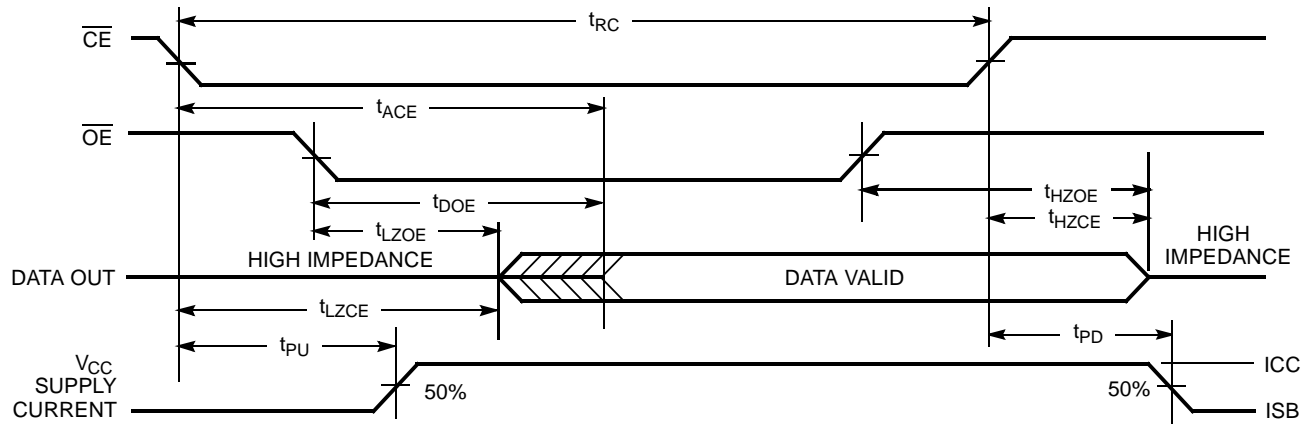 tRC
CE
tACE
OE
tDOE
tHZOE
tLZOE
tHZCE
HIGH IMPEDANCE
HIGH
IMPEDANCE
DATA OUT
DATA VALID
tLZCE
tPU
tPD
VCC
SUPPLY
CURRENT
50%
50%
ICC
ISB